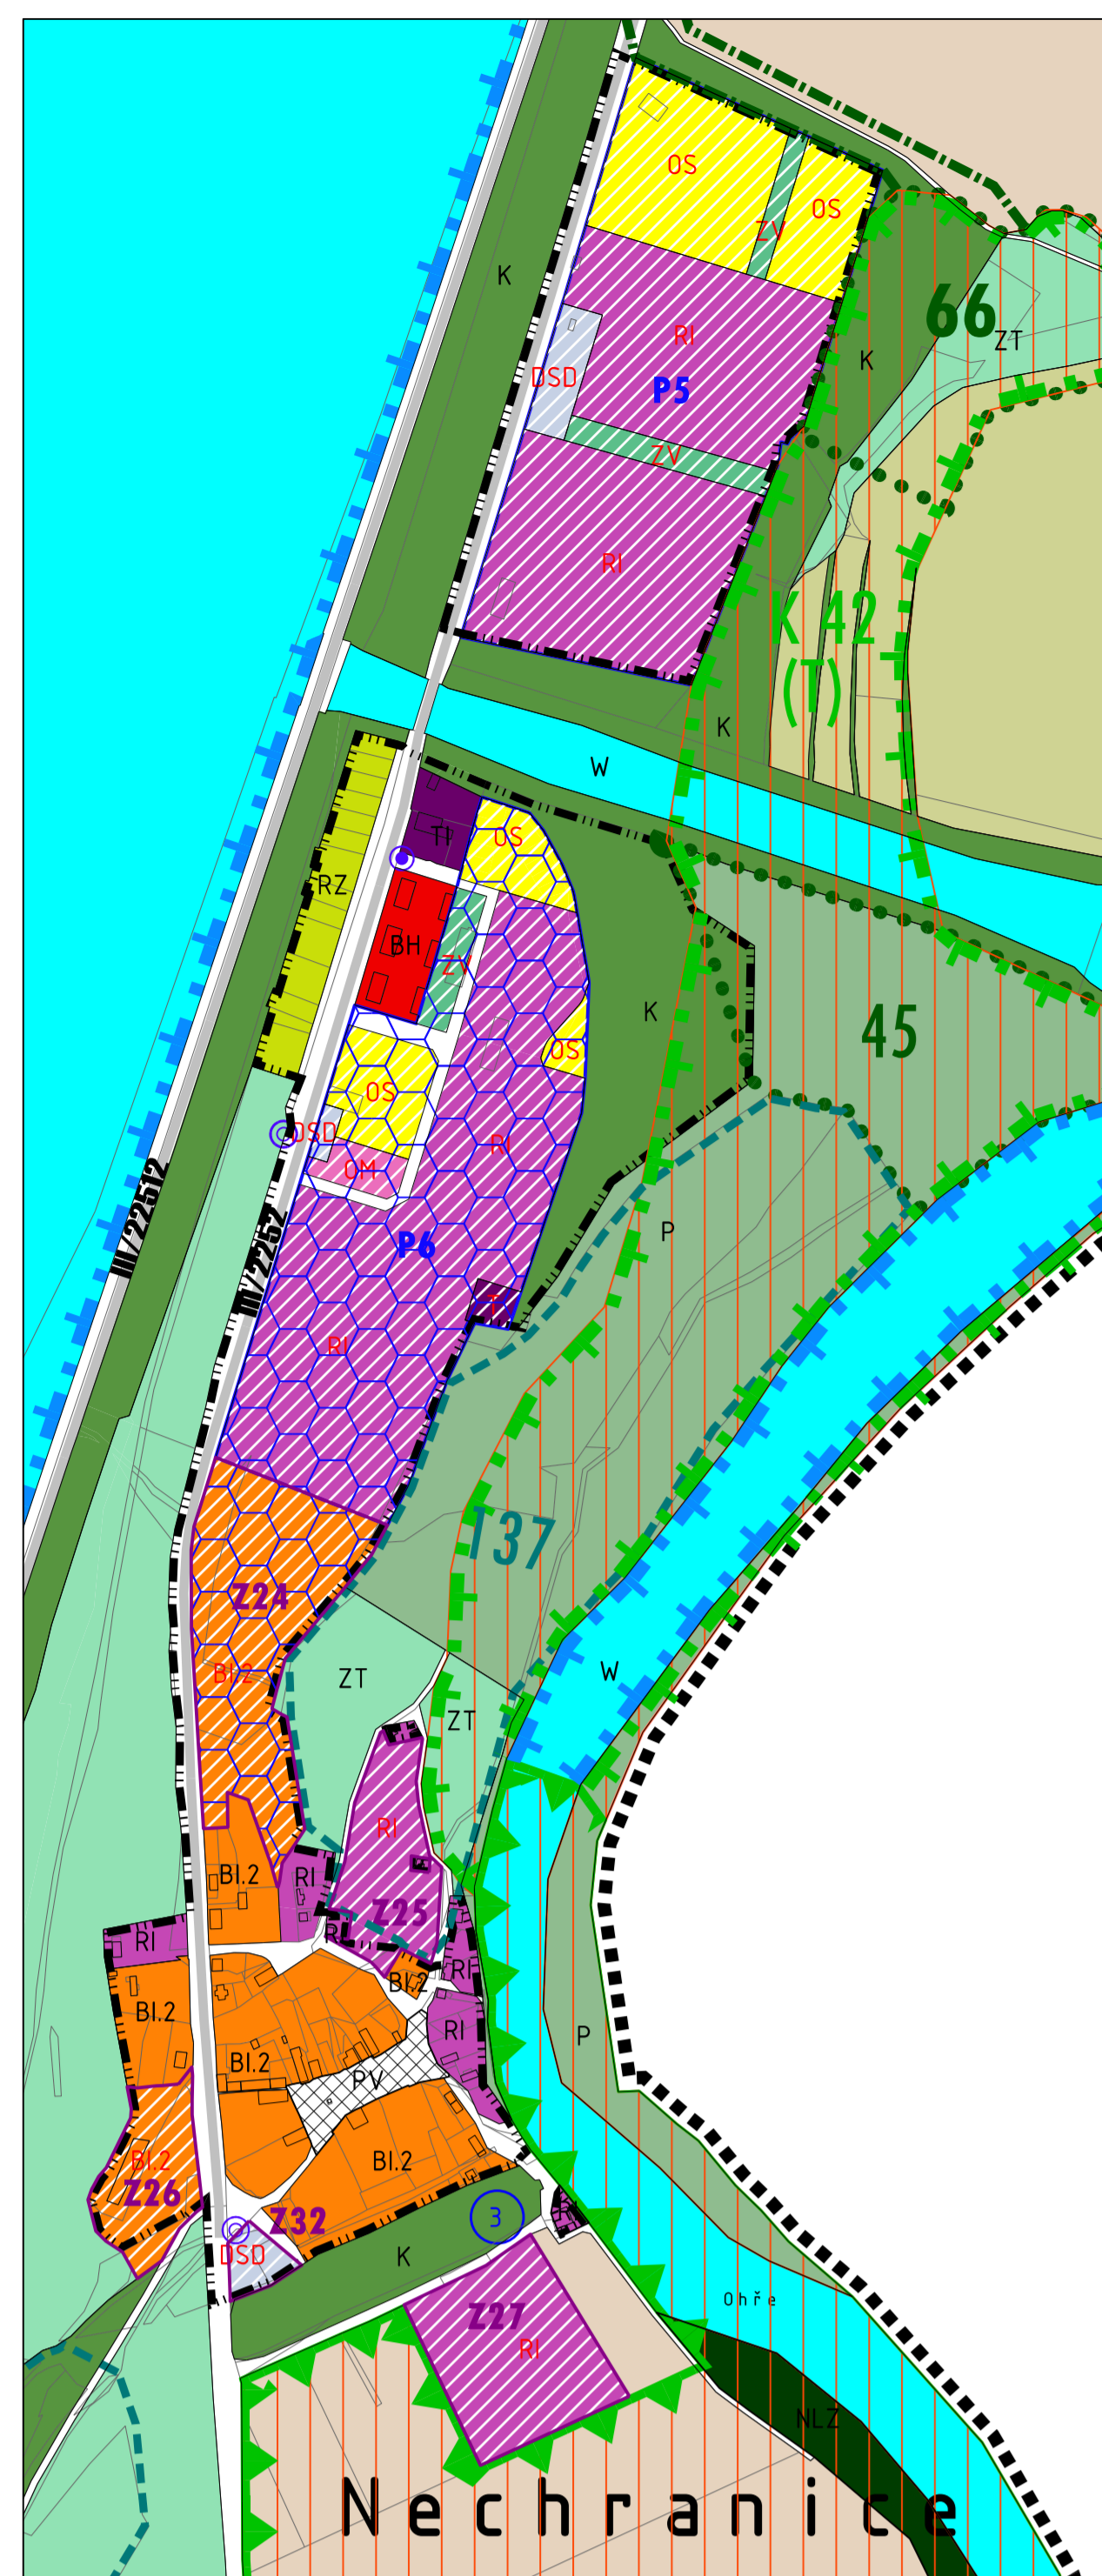 OS
OS
ZV
K
66
ZT
RI
K
DSD
P5
ZV
RI
K 42
(T)
K
W
TI
OS
RZ
BH
ZV
K
45
OS
OS
DSD
RI
OM
III/22512
III/2252
P
P6
RI
137
Z24
BI.2
ZT
W
ZT
RI
BI.2
RI
Z25
RI
RI
BI.2
BI.2
RI
P
BI.2
PV
BI.2
BI.2
Z26
Z32
3
DSD
K
Ohře
Z27
RI
NLZ
Nechranice